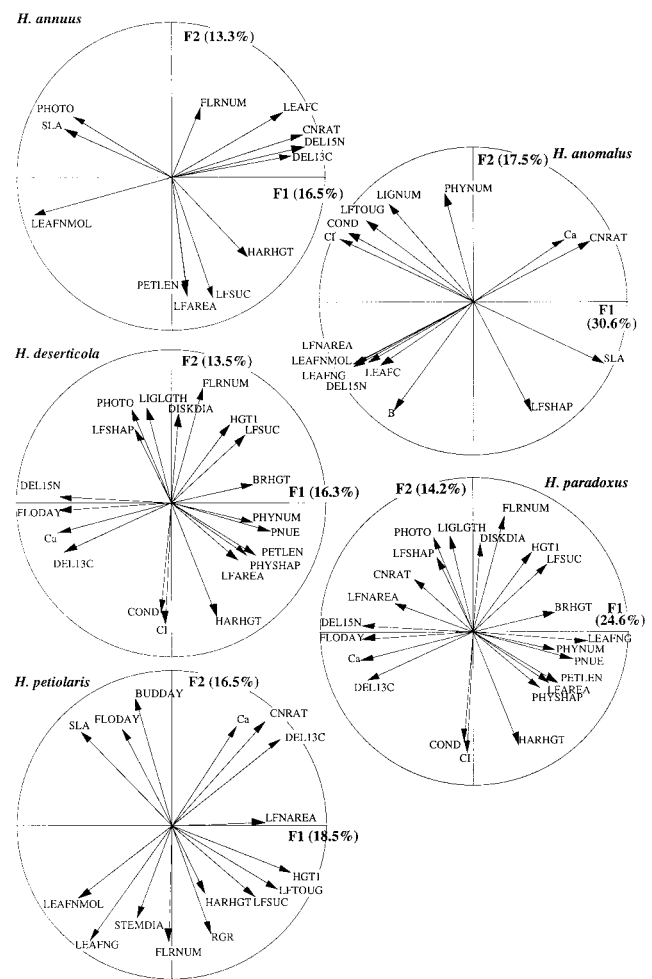 H. annuus
F2 (13.3%)
FLRNUM
LEAFC
PHOTO
SLA
CNRAT
DEL15N
DEL13C
F1 (16.5%)
LEAFNMOL
HARHGT
PETLEN
LFAREA
LFSUC
H. anomalus
F2 (17.5%)
PHYNUM
LIGNUM
LFTOUG
COND
CI
Ca
CNRAT
F1
(30.6%)
LFNAREA
LEAFNMOL
LEAFNG
LEAFC
DEL15N
SLA
B
LFSHAP
H. deserticola
F2 (13.5%)
FLRNUM
PHOTO
LIGLGTH
DISKDIA
LFSHAP
HGT1
LFSUC
DEL15N
BRHGT
F1 (16.3%)
FLODAY
PHYNUM
PNUE
Ca
DEL13C
PETLEN
PHYSHAP
LFAREA
COND
CI
HARHGT
H. paradoxus
F2 (14.2%)
FLRNUM
PHOTO
LIGLGTH
DISKDIA
LFSHAP
HGT1
LFSUC
CNRAT
LFNAREA
BRHGT
F1
(24.6%)
DEL15N
FLODAY
LEAFNG
PHYNUM
PNUE
Ca
DEL13C
PETLEN
LFAREA
PHYSHAP
COND
CI
HARHGT
H. petiolaris
F2 (16.5%)
BUDDAY
FLODAY
SLA
Ca
CNRAT
DEL13C
LFNAREA
F1 (18.5%)
HGT1
LFTOUG
LEAFNMOL
HARHGT
LFSUC
STEMDIA
LEAFNG
FLRNUM
RGR